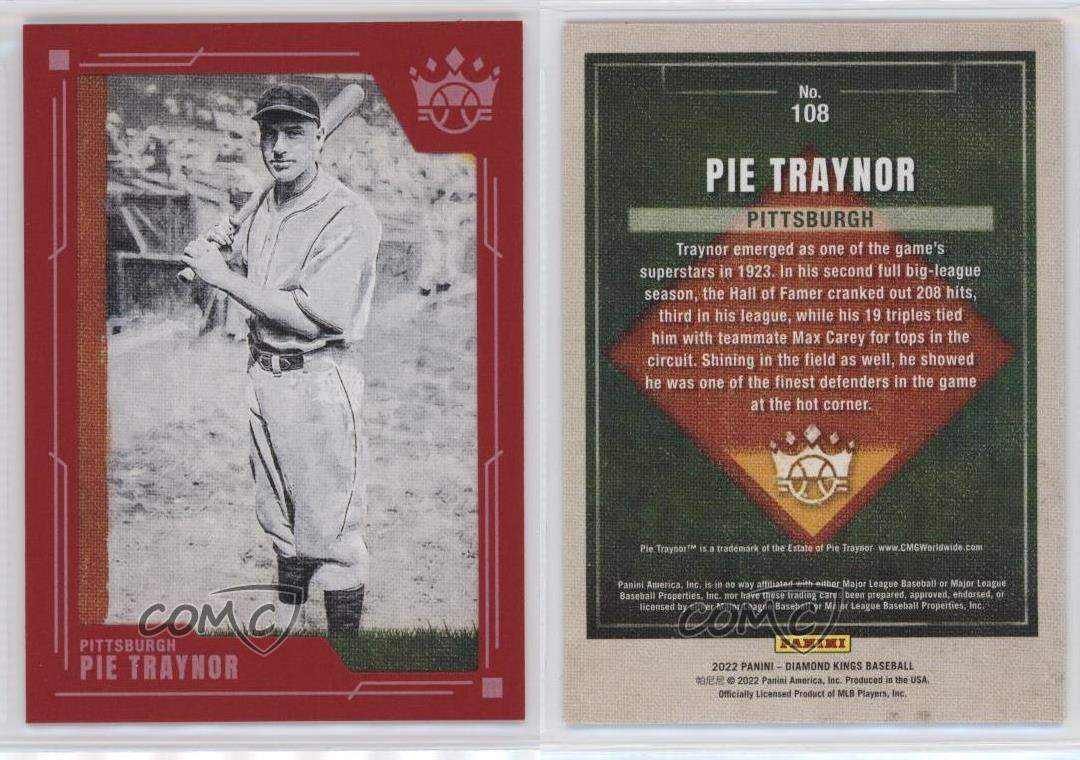 PITTSBURGH
PIE TRAYNOR
COMC
No.
108
PIE TRAYNOR
PITTSBURGH
Traynor emerged as one of the game's
superstars in 1923. In his second full big-league
season, the Hall of Famer cranked out 208 hits,
third in his league, while his 19 triples tied
him with teammate Max Carey for tops in the
circuit. Shining in the field as well, he showed
he was one of the finest defenders in the game
at the hot corner.
Pie Traynor™ is a trademark of the Estate of Pie Traynor www.CMGWorldwide.com
Panini America, Inc. is in no way affiliated with either Major League Baseball or Major League
Baseball Properties, Inc. nor have these trading cards been prepared, approved, endorsed, or
licensed by either Major League Baseball or Major League Baseball Properties, Inc.
COMC
PANINI
2022 PANINI – DIAMOND KINGS BASEBALL
帕尼尼 © 2022 Panini America, Inc. Produced in the USA.
Officially Licensed Product of MLB Players, Inc.